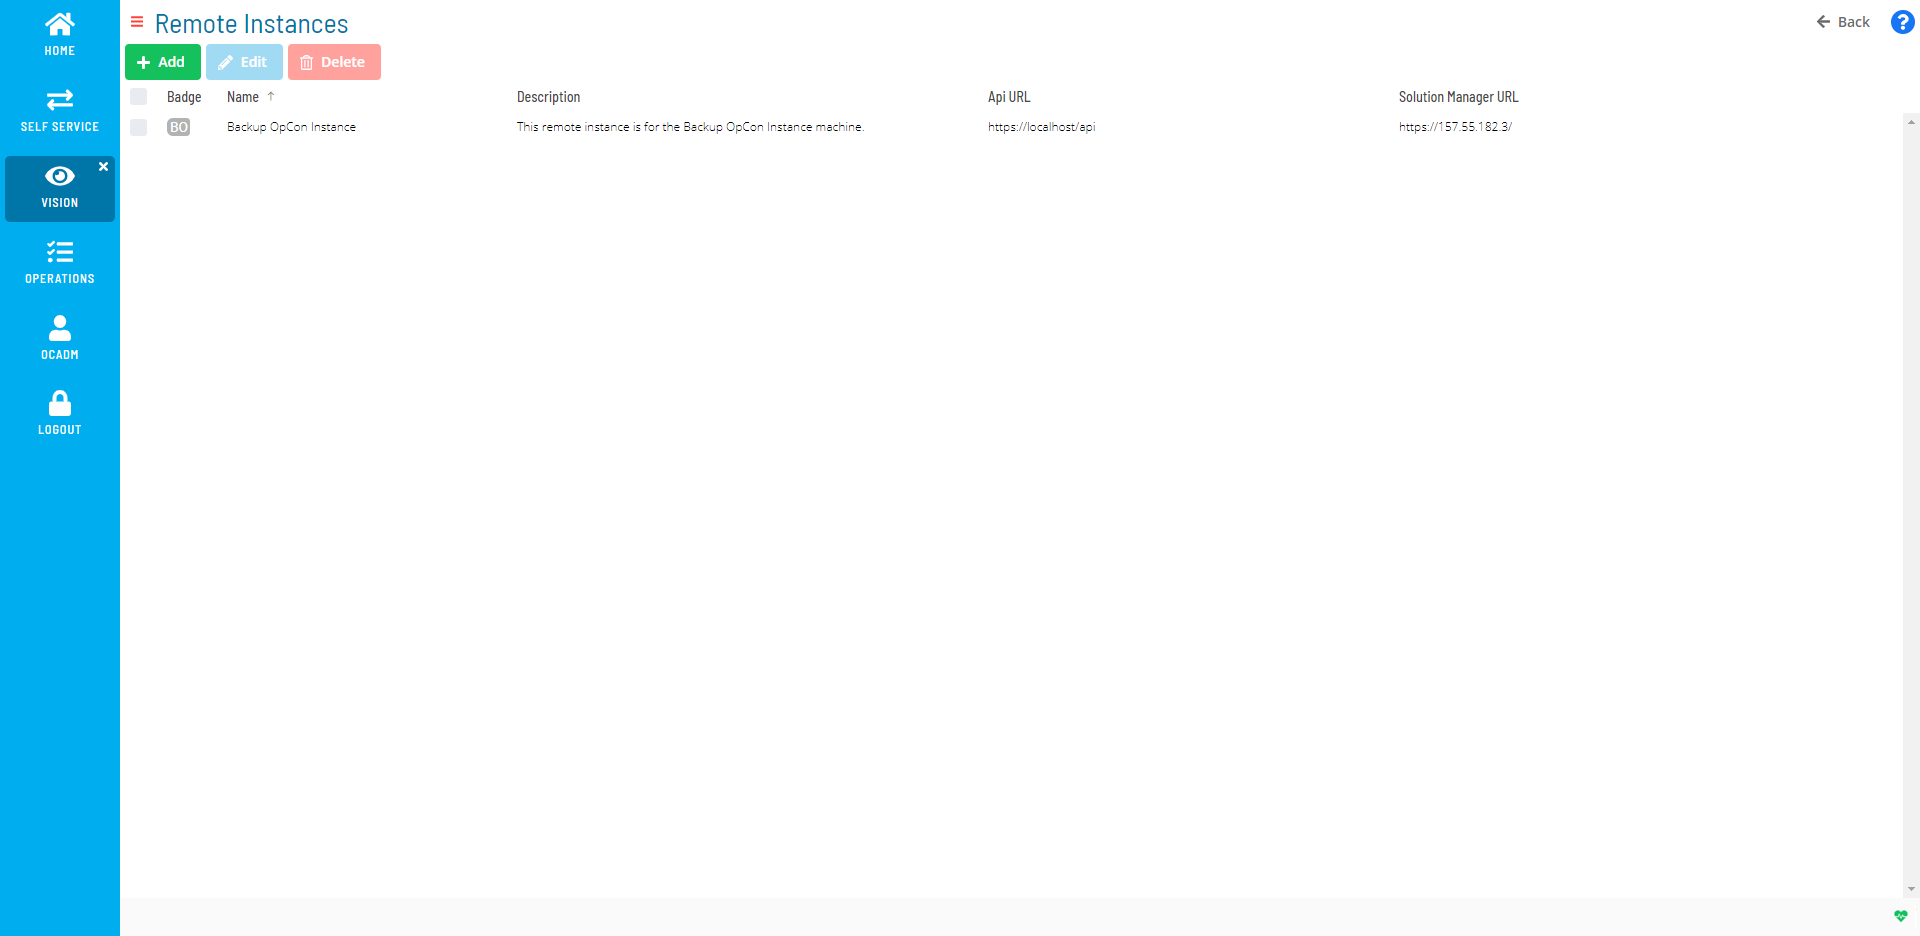 HOME
SELF SERVICE
VISION
OPERATIONS
OCADM
LOGOUT
Remote Instances
Back
Add Edit Delete
Badge Name Description Api URL Solution Manager URL
BO Backup OpCon Instance This remote instance is for the Backup OpCon Instance machine. https://localhost/api https://157.55.182.3/